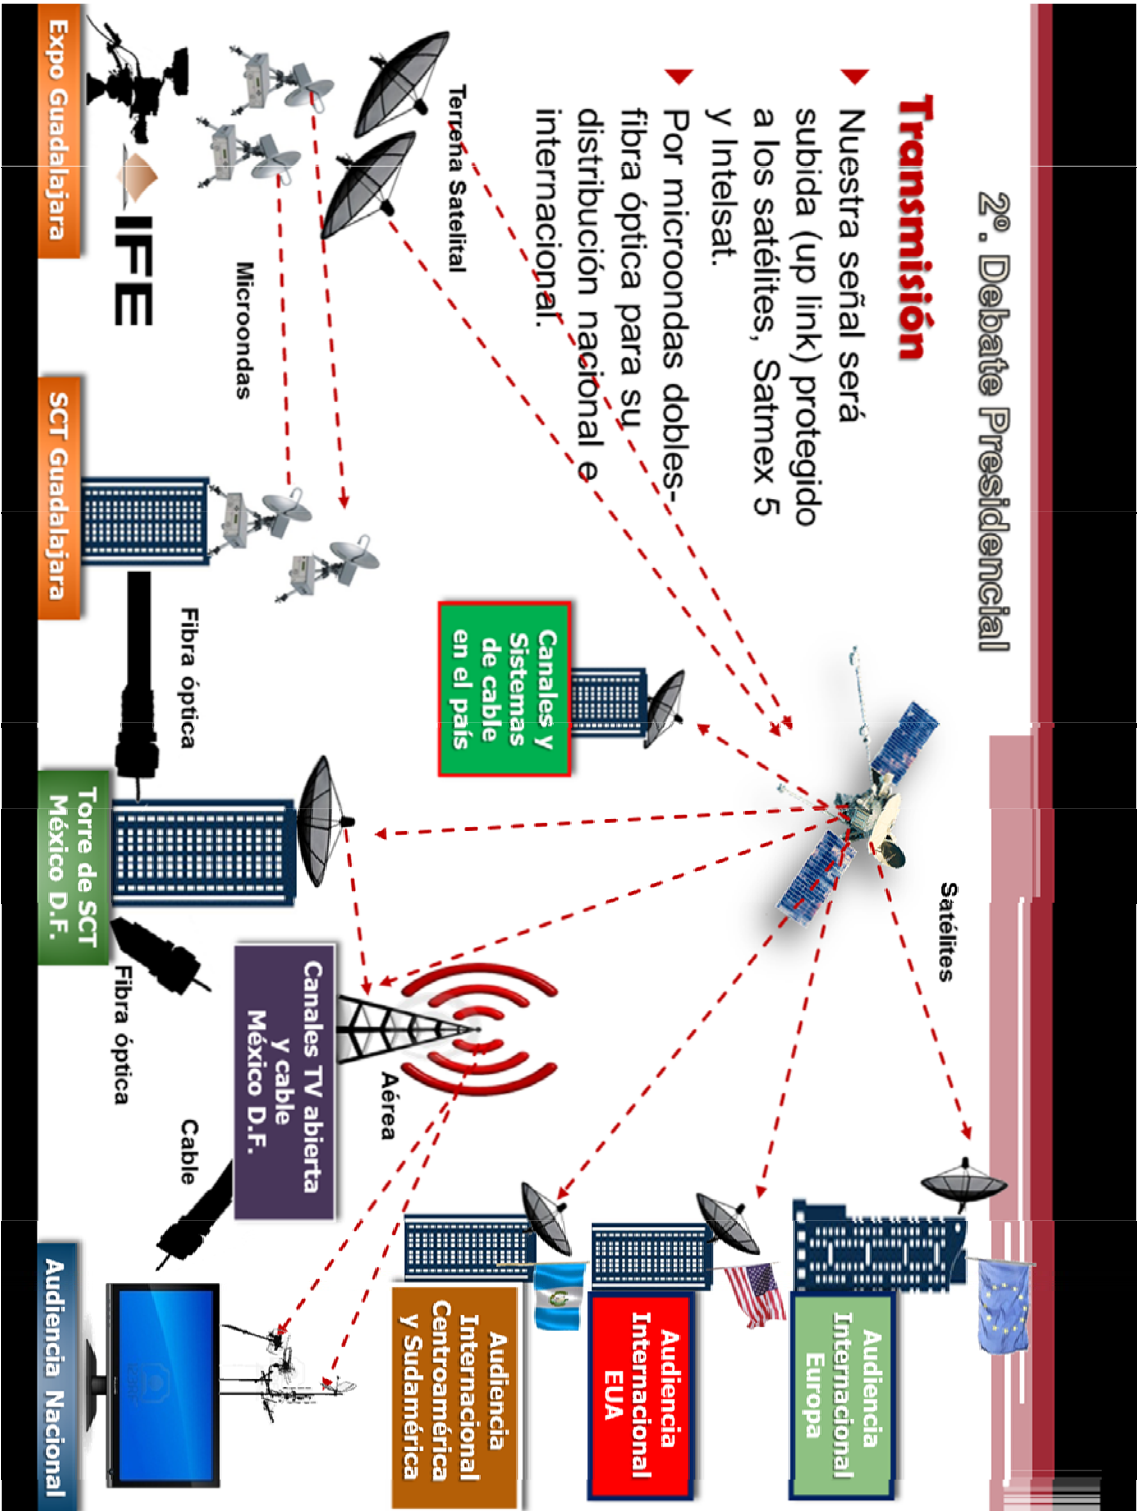 2º. Debate Presidencial
Transmisión
Nuestra señal será
subida (up link) protegido
a los satélites, Satmex 5
y Intelsat.
Por microondas dobles-
fibra óptica para su
distribución nacional e
internacional.
Terrena Satelital
Satélites
Microondas
IFE
Expo Guadalajara
SCT Guadalajara
Fibra óptica
Canales y
Sistemas
de cable
en el país
Torre de SCT
México D.F.
Fibra óptica
Canales TV abierta
y cable
México D.F.
Aérea
Cable
Audiencia
Internacional
Europa
Audiencia
Internacional
EUA
Audiencia
Internacional
Centroamérica
y Sudamérica
Audiencia Nacional